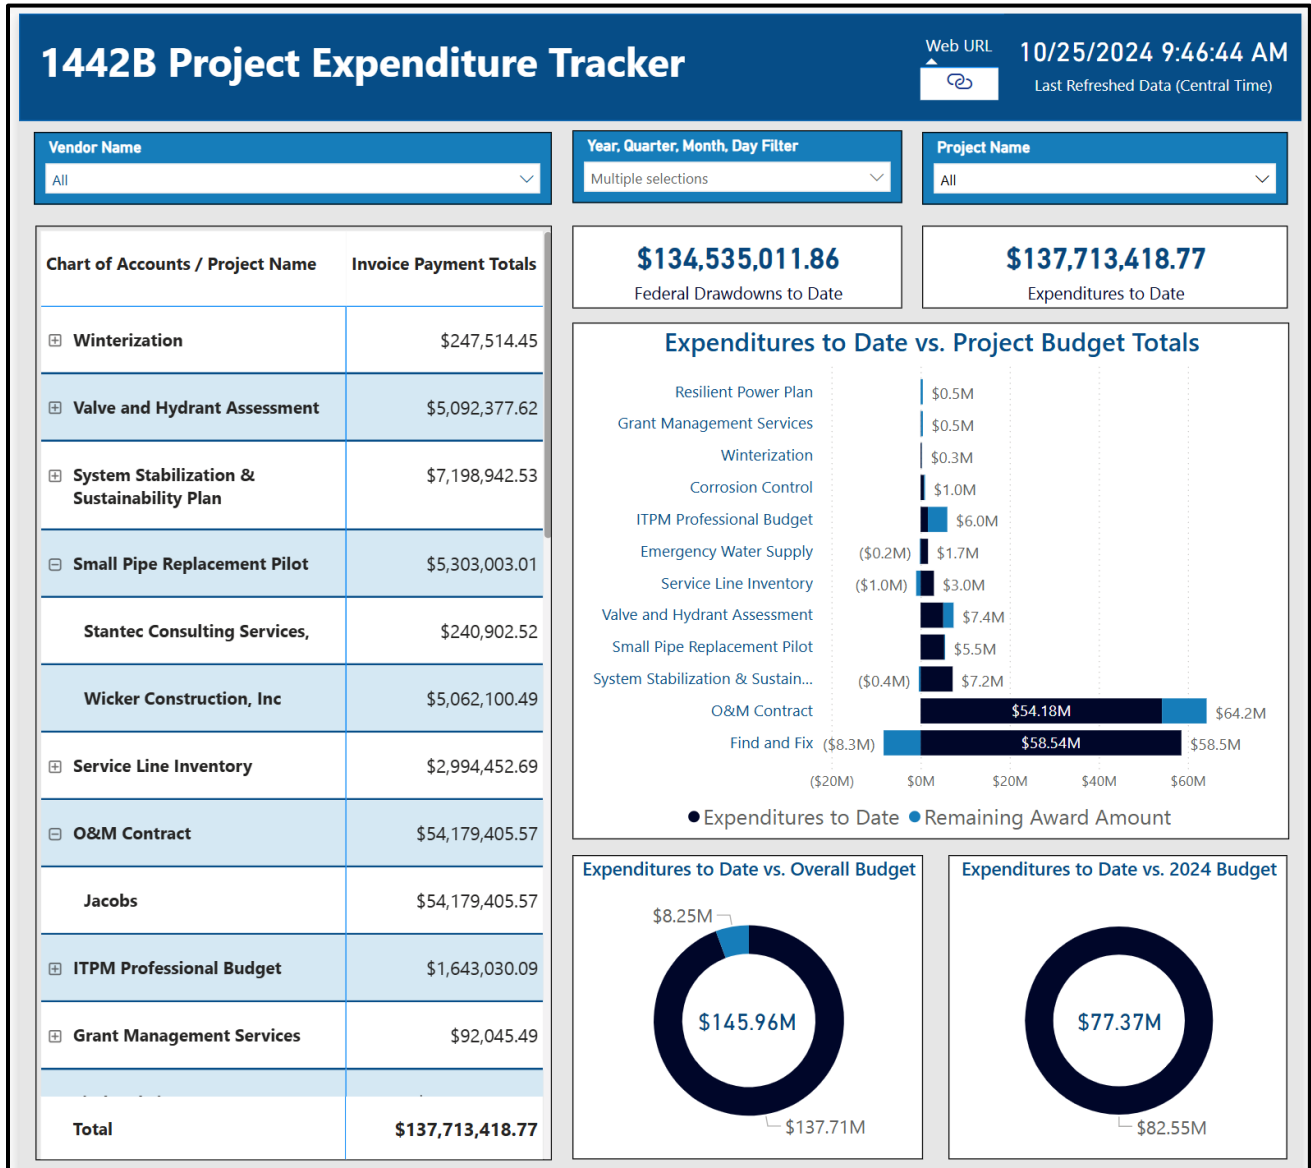 1442B Project Expenditure Tracker
Web URL
10/25/2024 9:46:44 AM
Last Refreshed Data (Central Time)
Vendor Name
All
Year, Quarter, Month, Day Filter
Multiple selections
Project Name
All
Chart of Accounts / Project Name Invoice Payment Totals
Winterization $247,514.45
Valve and Hydrant Assessment $5,092,377.62
System Stabilization & $7,198,942.53
Sustainability Plan
Small Pipe Replacement Pilot $5,303,003.01
Stantec Consulting Services, $240,902.52
Wicker Construction, Inc $5,062,100.49
Service Line Inventory $2,994,452.69
O&M Contract $54,179,405.57
Jacobs $54,179,405.57
ITPM Professional Budget $1,643,030.09
Grant Management Services $92,045.49
Total $137,713,418.77
$134,535,011.86
Federal Drawdowns to Date
$137,713,418.77
Expenditures to Date
Expenditures to Date vs. Project Budget Totals
Resilient Power Plan $0.5M
Grant Management Services $0.5M
Winterization $0.3M
Corrosion Control $1.0M
ITPM Professional Budget $6.0M
Emergency Water Supply ($0.2M) $1.7M
Service Line Inventory ($1.0M) $3.0M
Valve and Hydrant Assessment $7.4M
Small Pipe Replacement Pilot $5.5M
System Stabilization & Sustain... ($0.4M) $7.2M
O&M Contract $54.18M $64.2M
Find and Fix ($8.3M) $58.54M $58.5M
($20M) $0M $20M $40M $60M
Expenditures to Date Remaining Award Amount
Expenditures to Date vs. Overall Budget
$8.25M
$145.96M
$137.71M
Expenditures to Date vs. 2024 Budget
$77.37M
$82.55M